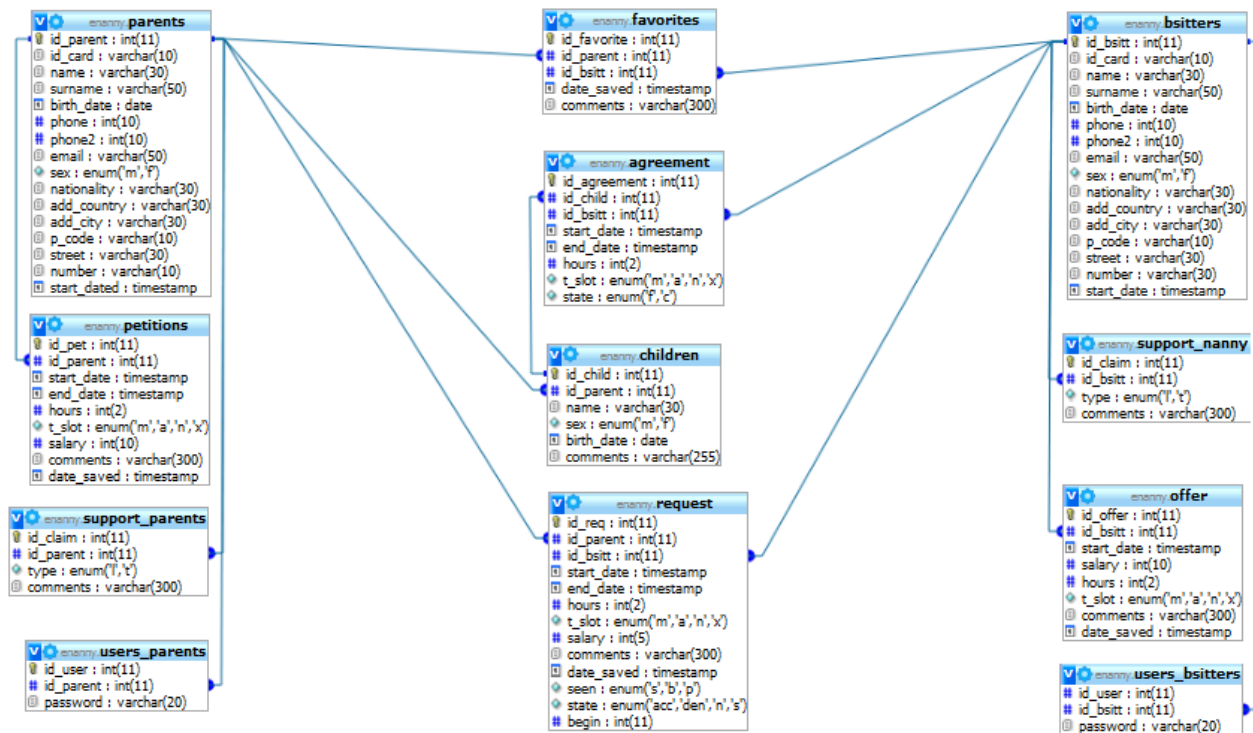 enanny.parents
id_parent : int(11)
id_card : varchar(10)
name : varchar(30)
surname : varchar(50)
birth_date : date
phone : int(10)
phone2 : int(10)
email : varchar(50)
sex : enum('m','f')
nationality : varchar(30)
add_country : varchar(30)
add_city : varchar(30)
p_code : varchar(10)
street : varchar(30)
number : varchar(10)
start_dated : timestamp
enanny.petitions
id_pet : int(11)
id_parent : int(11)
start_date : timestamp
end_date : timestamp
hours : int(2)
t_slot : enum('m','a','n','x')
salary : int(10)
comments : varchar(300)
date_saved : timestamp
enanny.support_parents
id_claim : int(11)
id_parent : int(11)
type : enum('l','t')
comments : varchar(300)
enanny.users_parents
id_user : int(11)
id_parent : int(11)
password : varchar(20)
enanny.favorites
id_favorite : int(11)
id_parent : int(11)
id_bsitt : int(11)
date_saved : timestamp
comments : varchar(300)
enanny.agreement
id_agreement : int(11)
id_child : int(11)
id_bsitt : int(11)
start_date : timestamp
end_date : timestamp
hours : int(2)
t_slot : enum('m','a','n','x')
state : enum('f','c')
enanny.children
id_child : int(11)
id_parent : int(11)
name : varchar(30)
sex : enum('m','f')
birth_date : date
comments : varchar(255)
enanny.request
id_req : int(11)
id_parent : int(11)
id_bsitt : int(11)
start_date : timestamp
end_date : timestamp
hours : int(2)
t_slot : enum('m','a','n','x')
salary : int(5)
comments : varchar(300)
date_saved : timestamp
seen : enum('s','b','p')
state : enum('acc','den','n','s')
begin : int(11)
enanny.bsitters
id_bsitt : int(11)
id_card : varchar(10)
name : varchar(30)
surname : varchar(50)
birth_date : date
phone : int(10)
phone2 : int(10)
email : varchar(50)
sex : enum('m','f')
nationality : varchar(30)
add_country : varchar(30)
add_city : varchar(30)
p_code : varchar(10)
street : varchar(30)
number : varchar(30)
start_date : timestamp
enanny.support_nanny
id_claim : int(11)
id_bsitt : int(11)
type : enum('l','t')
comments : varchar(300)
enanny.offer
id_offer : int(11)
id_bsitt : int(11)
start_date : timestamp
salary : int(10)
hours : int(2)
t_slot : enum('m','a','n','x')
comments : varchar(300)
date_saved : timestamp
enanny.users_bsitters
id_user : int(11)
id_bsitt : int(11)
password : varchar(20)